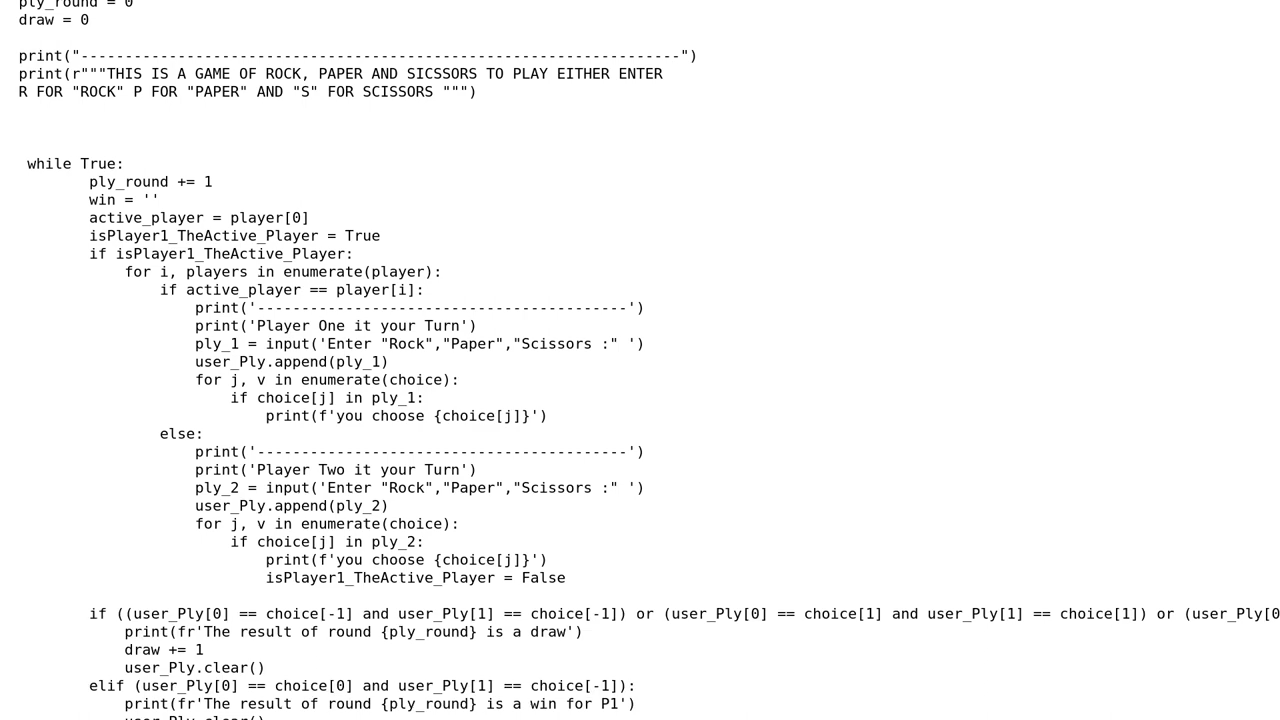 ply_round = 0
draw = 0
print("--------------------------------------------------------------------")
print(r"""THIS IS A GAME OF ROCK, PAPER AND SICSSORS TO PLAY EITHER ENTER
R FOR "ROCK" P FOR "PAPER" AND "S" FOR SCISSORS """)
while True:
ply_round += 1
win = ''
active_player = player[0]
isPlayer1_TheActive_Player = True
if isPlayer1_TheActive_Player:
for i, players in enumerate(player):
if active_player == player[i]:
print('------------------------------------------')
print('Player One it your Turn')
ply_1 = input('Enter "Rock","Paper","Scissors :" ')
user_Ply.append(ply_1)
for j, v in enumerate(choice):
if choice[j] in ply_1:
print(f'you choose {choice[j]}')
else:
print('------------------------------------------')
print('Player Two it your Turn')
ply_2 = input('Enter "Rock","Paper","Scissors :" ')
user_Ply.append(ply_2)
for j, v in enumerate(choice):
if choice[j] in ply_2:
print(f'you choose {choice[j]}')
isPlayer1_TheActive_Player = False
if ((user_Ply[0] == choice[-1] and user_Ply[1] == choice[-1]) or (user_Ply[0] == choice[1] and user_Ply[1] == choice[1]) or (user_Ply[0
print(fr'The result of round {ply_round} is a draw')
draw += 1
user_Ply.clear()
elif (user_Ply[0] == choice[0] and user_Ply[1] == choice[-1]):
print(fr'The result of round {ply_round} is a win for P1')
user_Ply.clear()